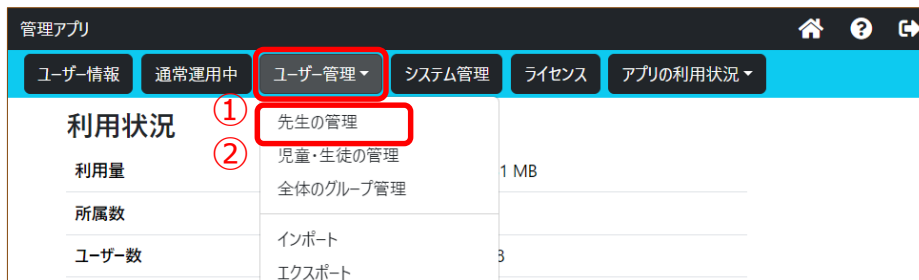 管理アプリ
ユーザー情報 通常運用中 ユーザー管理 システム管理 ライセンス アプリの利用状況
① 先生の管理
利用状況
② 児童・生徒の管理
利用量 1 MB
全体のグループ管理
所属数
インポート
ユーザー数
エクスポート